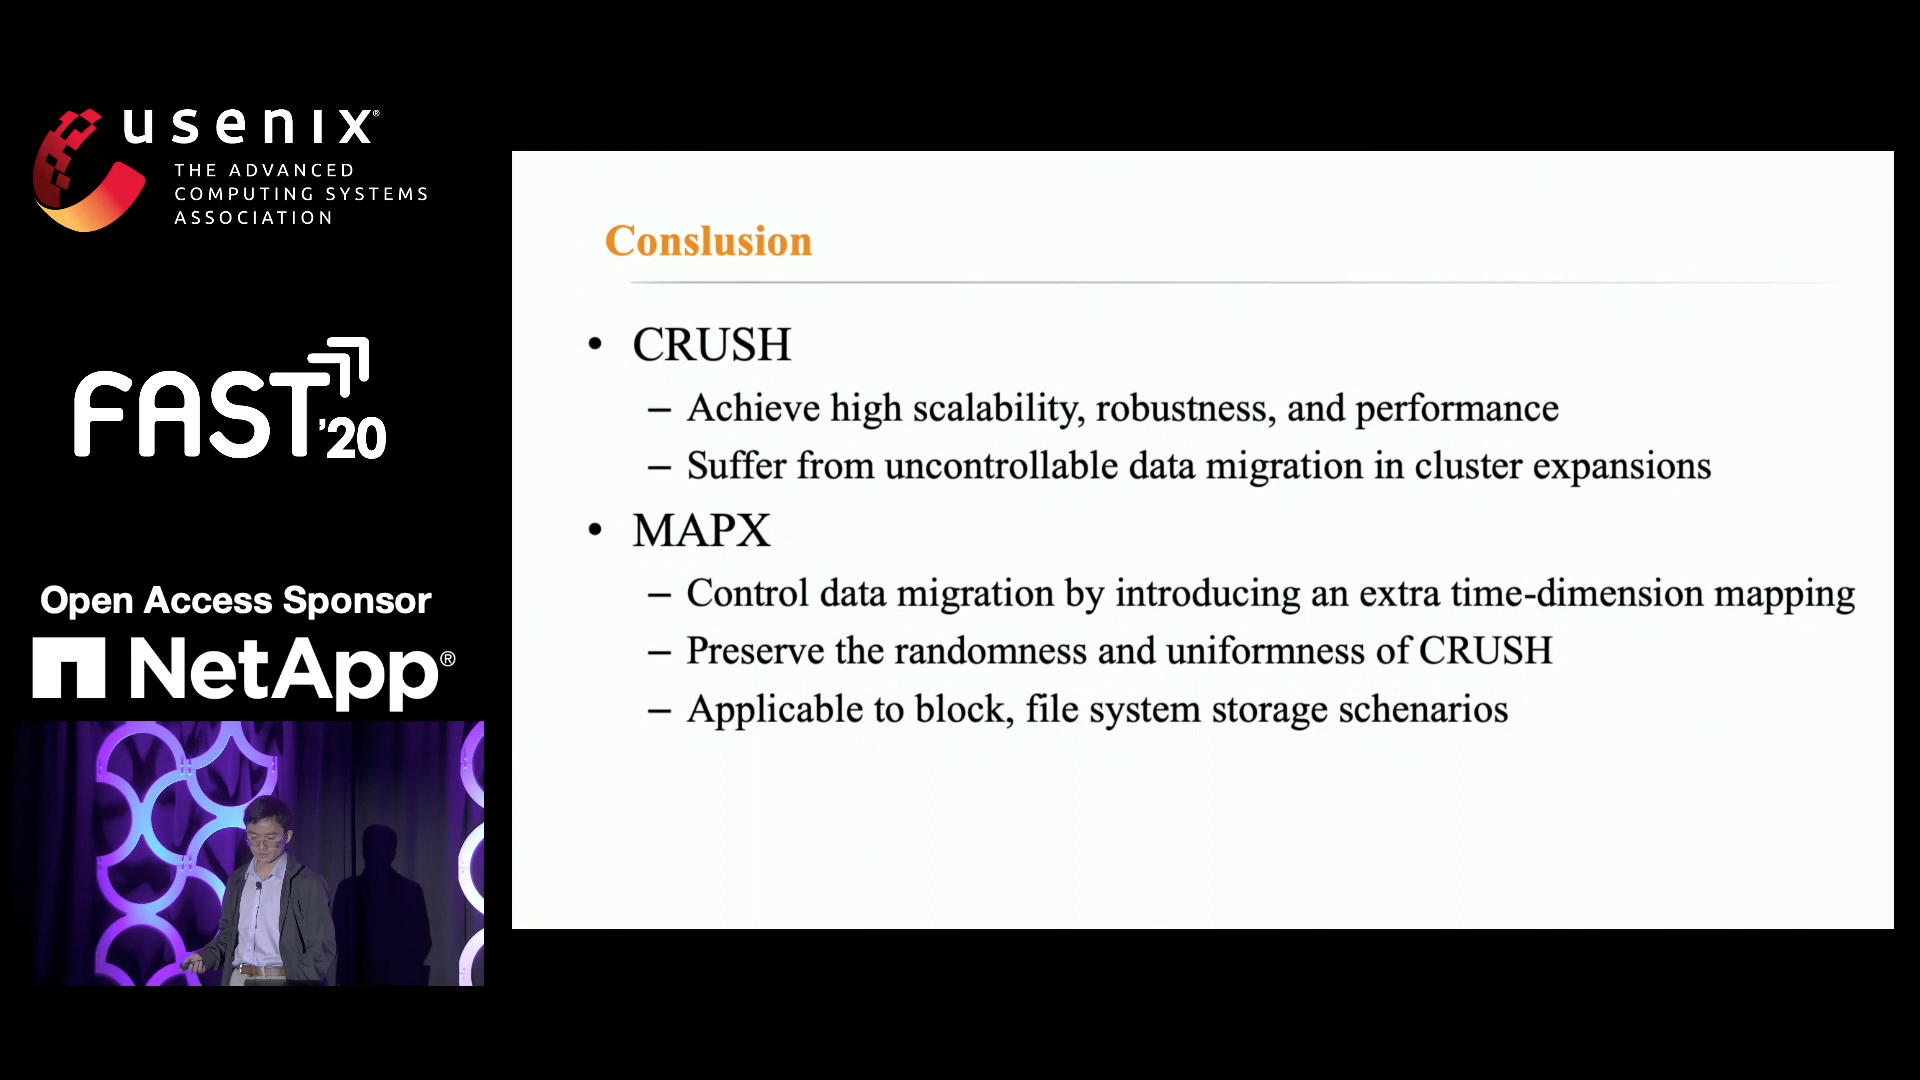 usenix®
THE ADVANCED
COMPUTING SYSTEMS
ASSOCIATION
FAST '20
Open Access Sponsor
NetApp®
Conslusion
• CRUSH
– Achieve high scalability, robustness, and performance
– Suffer from uncontrollable data migration in cluster expansions
• MAPX
– Control data migration by introducing an extra time-dimension mapping
– Preserve the randomness and uniformness of CRUSH
– Applicable to block, file system storage schenarios